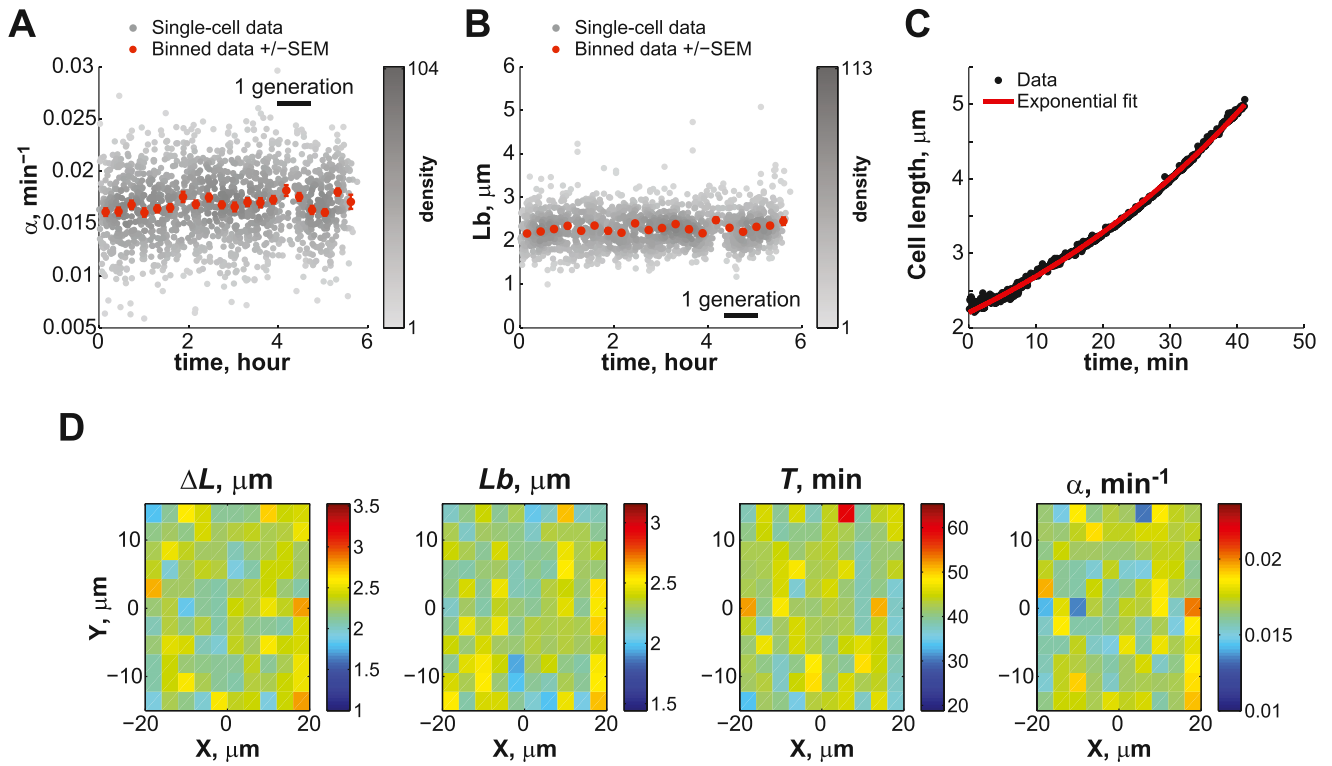 A
Single-cell data
Binned data +/−SEM
α, min⁻¹
0.03
0.025
0.02
0.015
0.01
0.005
0 2 4 6
time, hour
1 generation
104
density
1
B
Single-cell data
Binned data +/−SEM
Lb, μm
6
5
4
3
2
1
0
0 2 4 6
time, hour
1 generation
113
density
1
C
Data
Exponential fit
Cell length, μm
5
4
3
2
0 10 20 30 40 50
time, min
D
ΔL, μm
Y, μm
10
0
−10
−20 0 20
X, μm
3.5
3
2.5
2
1.5
1
Lb, μm
10
0
−10
−20 0 20
X, μm
3
2.5
2
1.5
T, min
10
0
−10
−20 0 20
X, μm
60
50
40
30
20
α, min⁻¹
10
0
−10
−20 0 20
X, μm
0.02
0.015
0.01